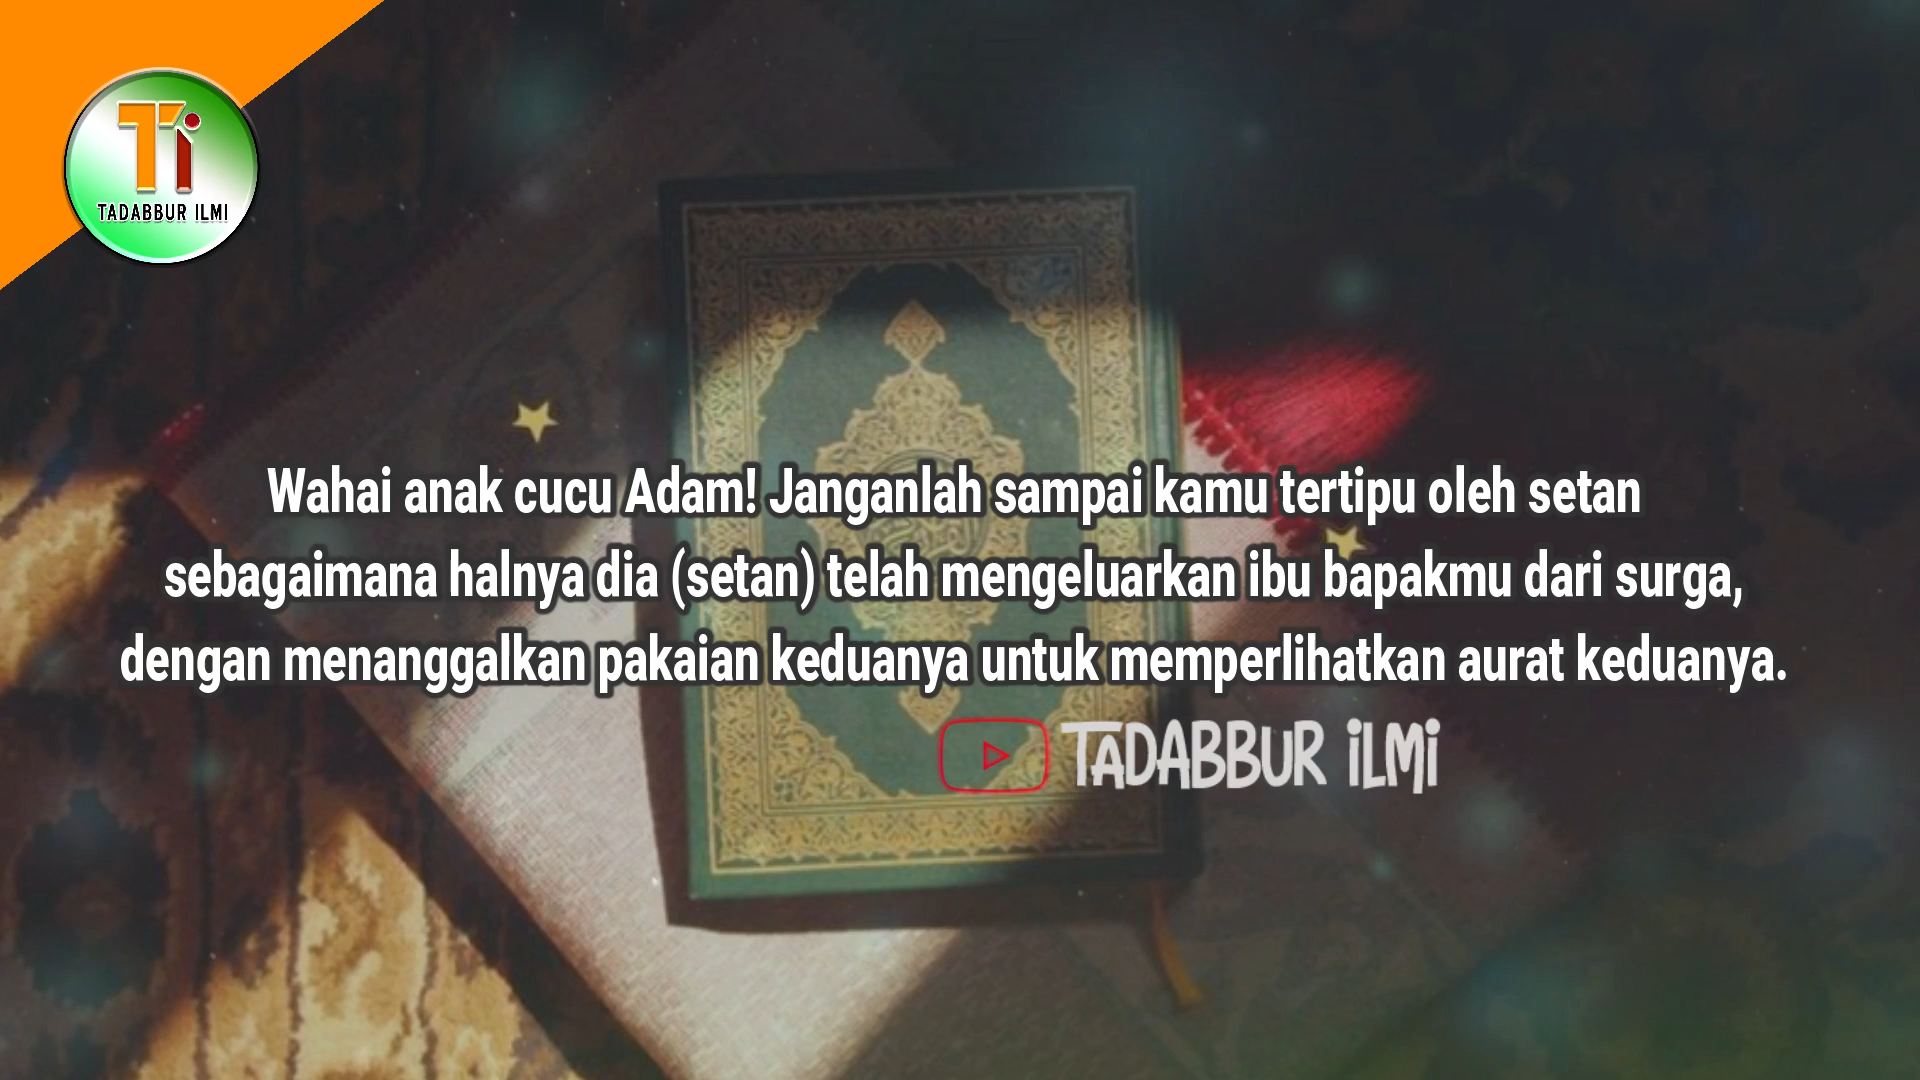 Ti
TADABBUR ILMI
Wahai anak cucu Adam! Janganlah sampai kamu tertipu oleh setan
sebagaimana halnya dia (setan) telah mengeluarkan ibu bapakmu dari surga,
dengan menanggalkan pakaian keduanya untuk memperlihatkan aurat keduanya.
TADABBUR iLMi